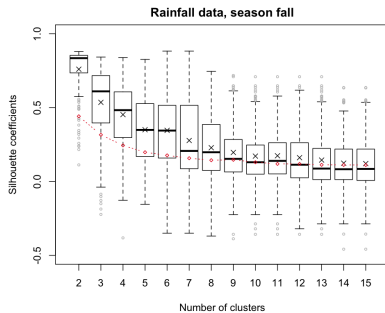 Rainfall data, season fall
Silhouette coefficients
1.0
0.5
0.0
-0.5
2 3 4 5 6 7 8 9 10 11 12 13 14 15
Number of clusters